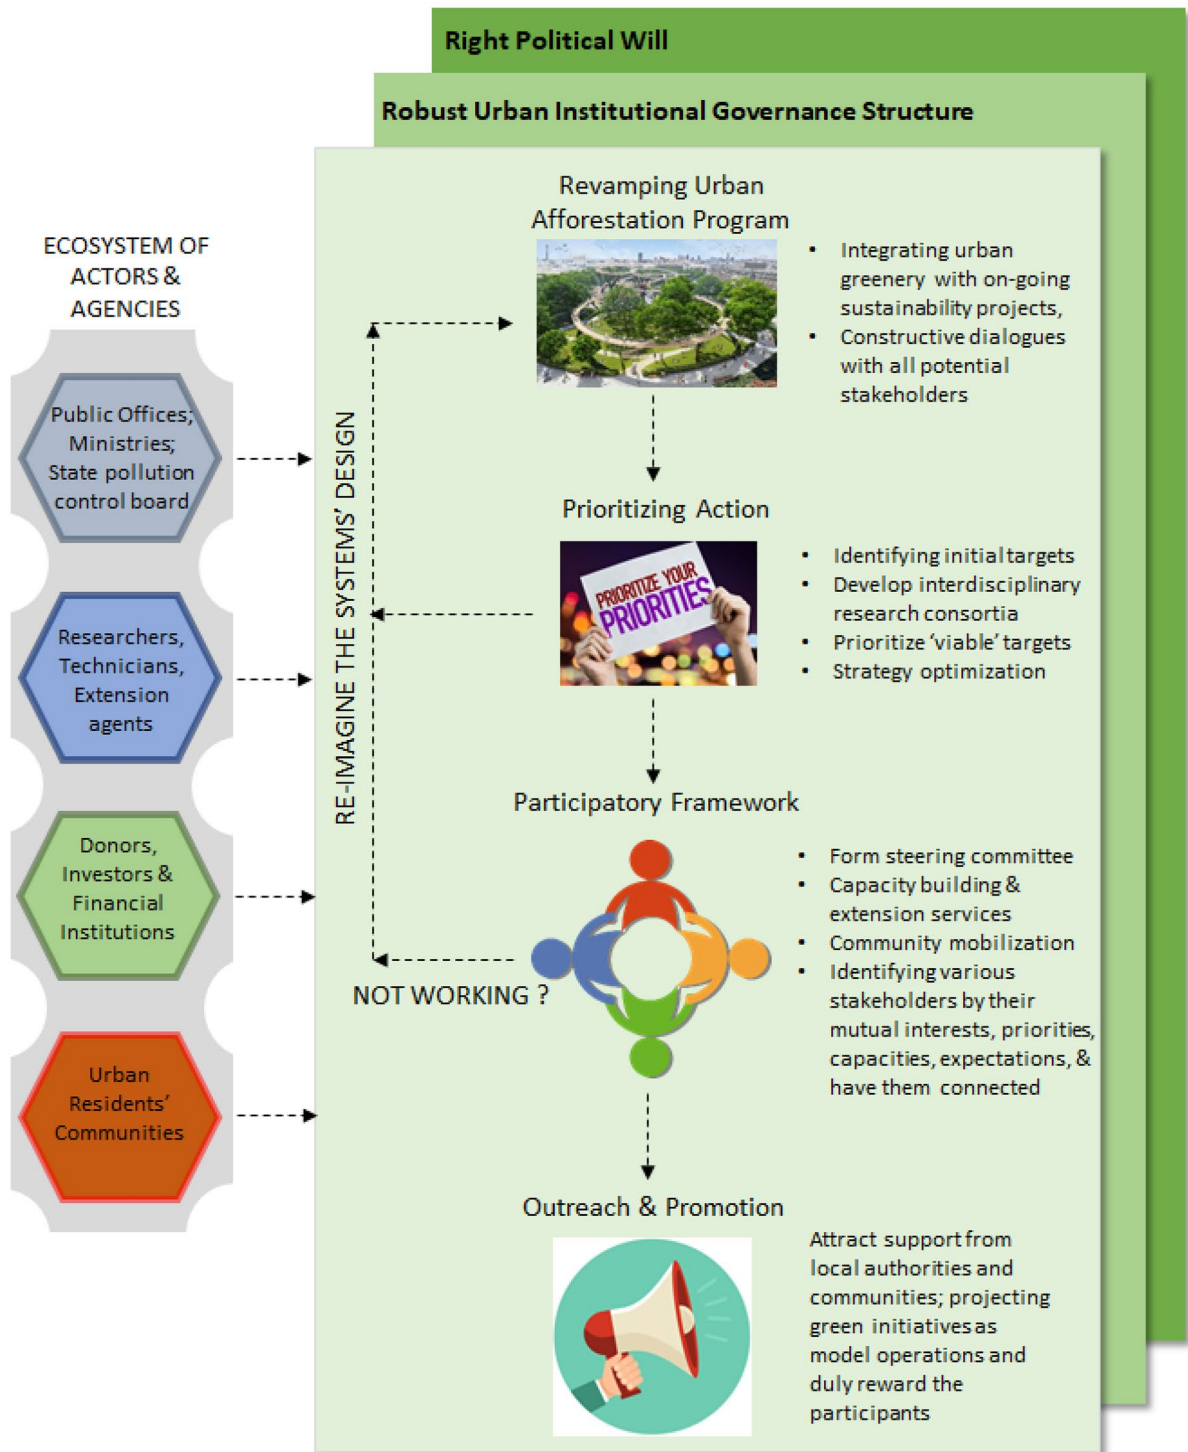 Right Political Will
Robust Urban Institutional Governance Structure
ECOSYSTEM OF
ACTORS &
AGENCIES
Public Offices;
Ministries;
State pollution
control board
Researchers,
Technicians,
Extension
agents
Donors,
Investors &
Financial
Institutions
Urban
Residents’
Communities
RE-IMAGINE THE SYSTEMS’ DESIGN
Revamping Urban
Afforestation Program
• Integrating urban
greenery with on-going
sustainability projects,
• Constructive dialogues
with all potential
stakeholders
Prioritizing Action
PRIORITIZE YOUR
PRIORITIES
• Identifying initial targets
• Develop interdisciplinary
research consortia
• Prioritize ‘viable’ targets
• Strategy optimization
Participatory Framework
NOT WORKING ?
• Form steering committee
• Capacity building &
extension services
• Community mobilization
• Identifying various
stakeholders by their
mutual interests, priorities,
capacities, expectations, &
have them connected
Outreach & Promotion
Attract support from
local authorities and
communities; projecting
green initiatives as
model operations and
duly reward the
participants